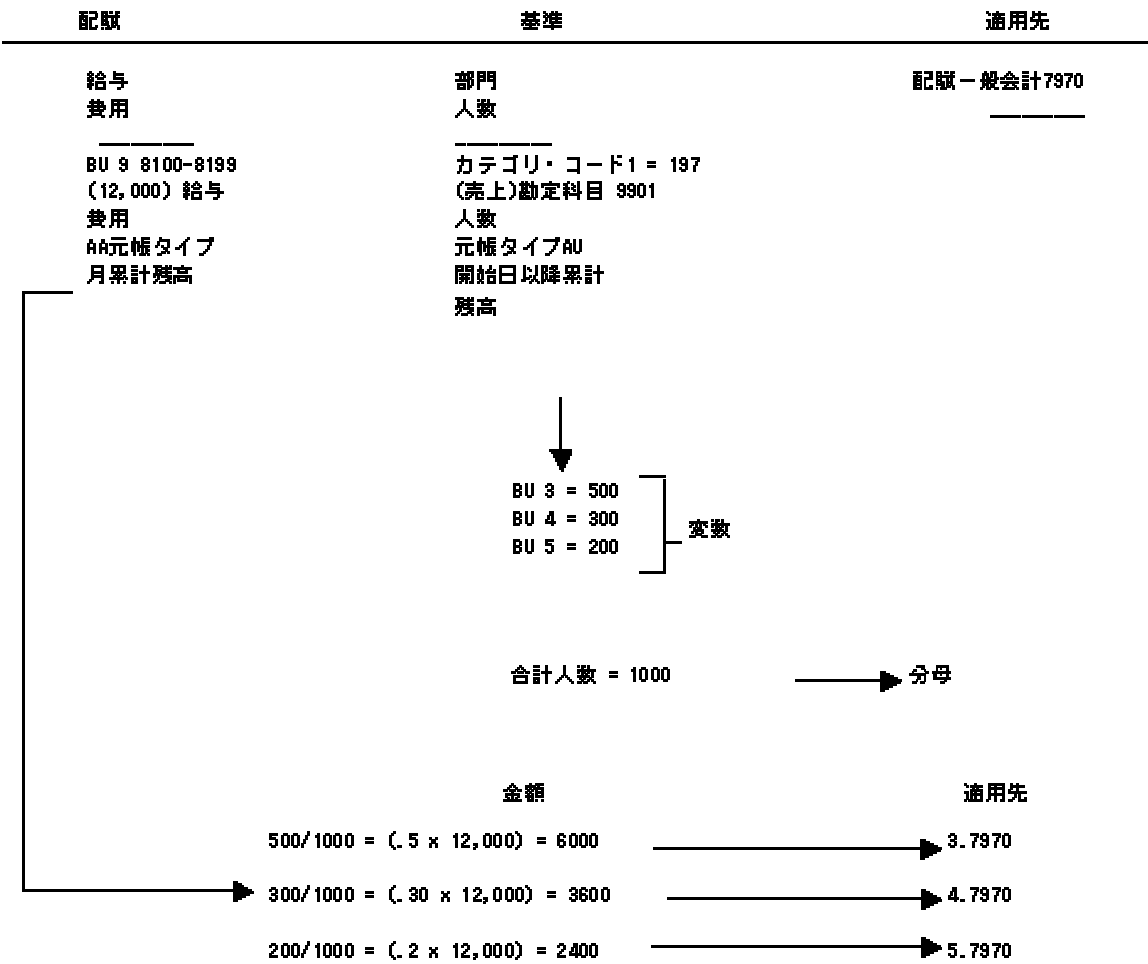 配賦 基準 適用先
給与 部門 配賦－般会計7970
費用 人数
BU 9 8100-8199 カテゴリ・コード1 = 197
(12,000) 給与 (売上)勘定科目 9901
費用 人数
AA元帳タイプ 元帳タイプAU
月累計残高 開始日以降累計
残高
BU 3 = 500
BU 4 = 300
BU 5 = 200
変数
合計人数 = 1000 分母
金額 適用先
500/1000 = (.5 x 12,000) = 6000 3.7970
300/1000 = (.30 x 12,000) = 3600 4.7970
200/1000 = (.2 x 12,000) = 2400 5.7970